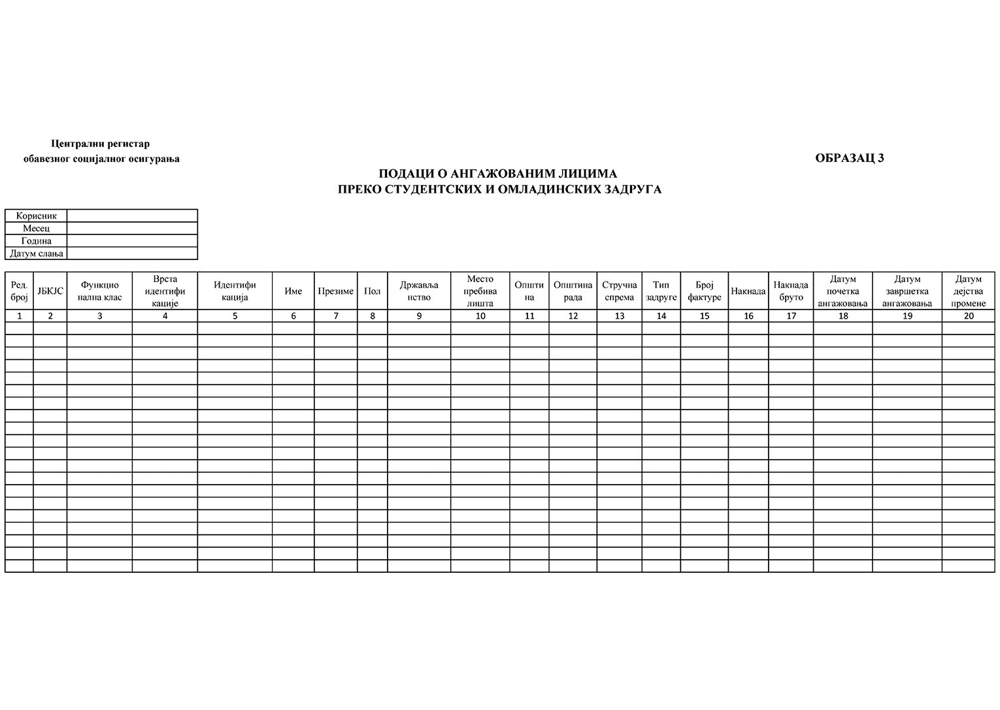 Централни регистар
обавезног социјалног осигурања
ОБРАЗАЦ 3
ПОДАЦИ О АНГАЖОВАНИМ ЛИЦИМА
ПРЕКО СТУДЕНТСКИХ И ОМЛАДИНСКИХ ЗАДРУГА
Корисник
Месец
Година
Датум слања
Ред.
број
ЈБКЈС
Функцио
нална клас
Врста
идентифи
кације
Идентифи
кација
Име
Презиме
Пол
Држављa
нство
Место
пребива
лишта
Општи
на
Општина
рада
Стручна
спрема
Тип
задруге
Број
фактуре
Накнада
Накнада
бруто
Датум
почетка
ангажовања
Датум
завршетка
ангажовања
Датум
дејства
промене
1 2 3 4 5 6 7 8 9 10 11 12 13 14 15 16 17 18 19 20